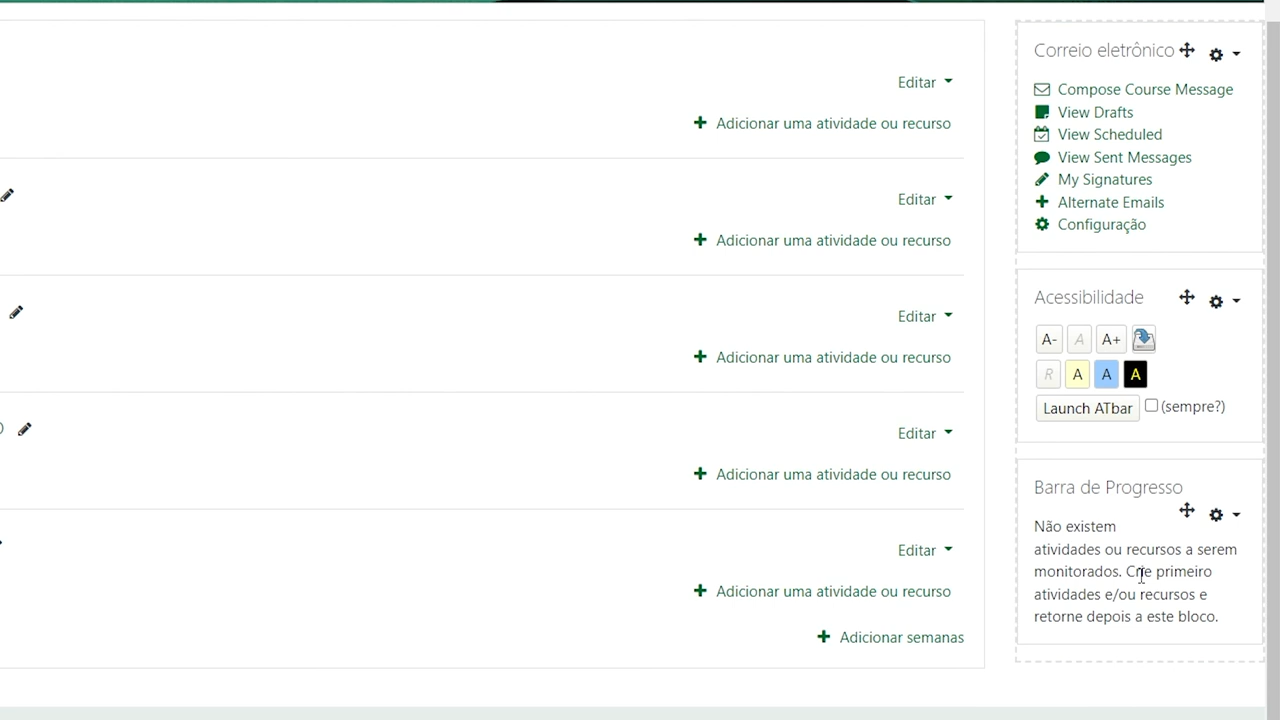 Editar
Adicionar uma atividade ou recurso
Editar
Adicionar uma atividade ou recurso
Editar
Adicionar uma atividade ou recurso
Editar
Adicionar uma atividade ou recurso
Editar
Adicionar uma atividade ou recurso
Adicionar semanas
Correio eletrônico
Compose Course Message
View Drafts
View Scheduled
View Sent Messages
My Signatures
Alternate Emails
Configuração
Acessibilidade
A- A A+
R A A A
Launch ATbar (sempre?)
Barra de Progresso
Não existem
atividades ou recursos a serem
monitorados. Crie primeiro
atividades e/ou recursos e
retorne depois a este bloco.